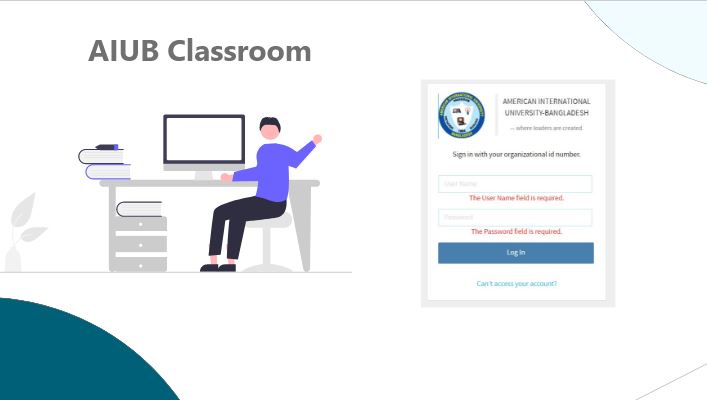 AIUB Classroom
AMERICAN INTERNATIONAL
UNIVERSITY-BANGLADESH
-- where leaders are created
Sign in with your organizational id number.
User Name
The User Name field is required.
Password
The Password field is required.
Log In
Can't access your account?